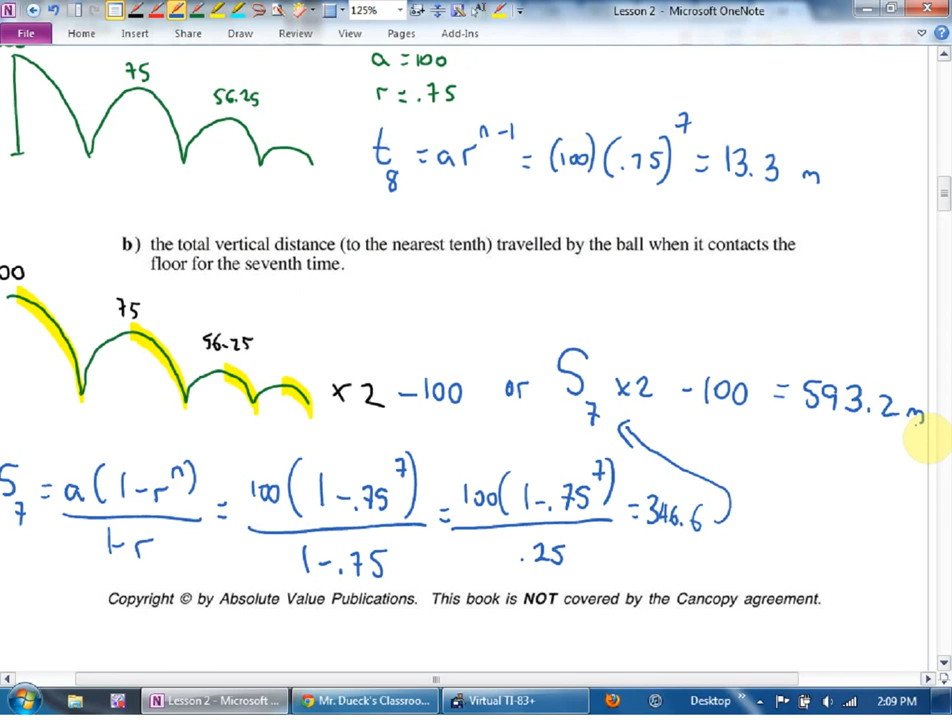 Lesson 2 - Microsoft OneNote
125%
File Home Insert Share Draw Review View Pages Add-Ins
75
56.25
a = 100
r = .75
t₈ = ar^(n-1) = (100)(.75)^7 = 13.3 m
b) the total vertical distance (to the nearest tenth) travelled by the ball when it contacts the
floor for the seventh time.
00
75
56.25
×2 -100 or S₇ ×2 -100 = 593.2 m
S₇ = a(1-r^n) / 1-r = 100(1-.75^7) / 1-.75 = 100(1-.75^7) / .25 = 346.6
Copyright © by Absolute Value Publications. This book is NOT covered by the Cancopy agreement.
Lesson 2 - Microsoft ... Mr. Dueck's Classroo... Virtual TI-83+ Desktop 2:09 PM